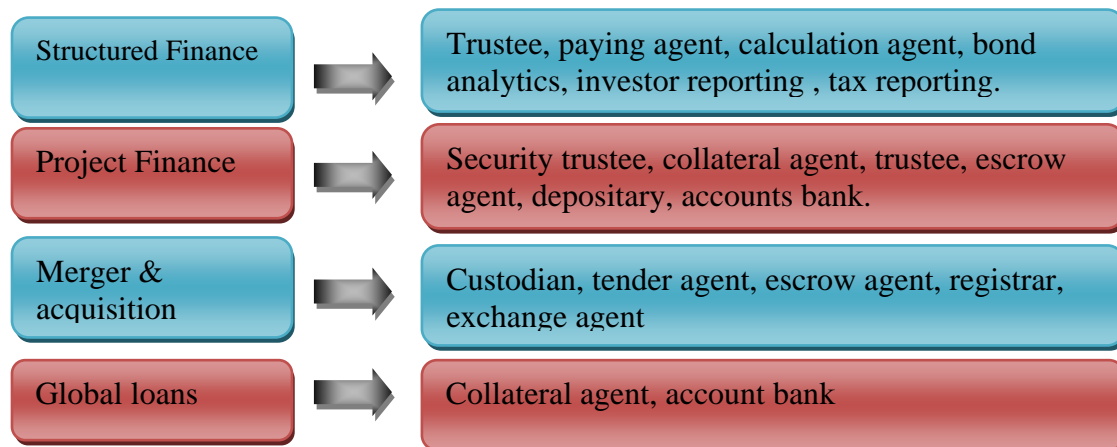 Structured Finance
Trustee, paying agent, calculation agent, bond
analytics, investor reporting , tax reporting.
Project Finance
Security trustee, collateral agent, trustee, escrow
agent, depositary, accounts bank.
Merger &
acquisition
Custodian, tender agent, escrow agent, registrar,
exchange agent
Global loans
Collateral agent, account bank